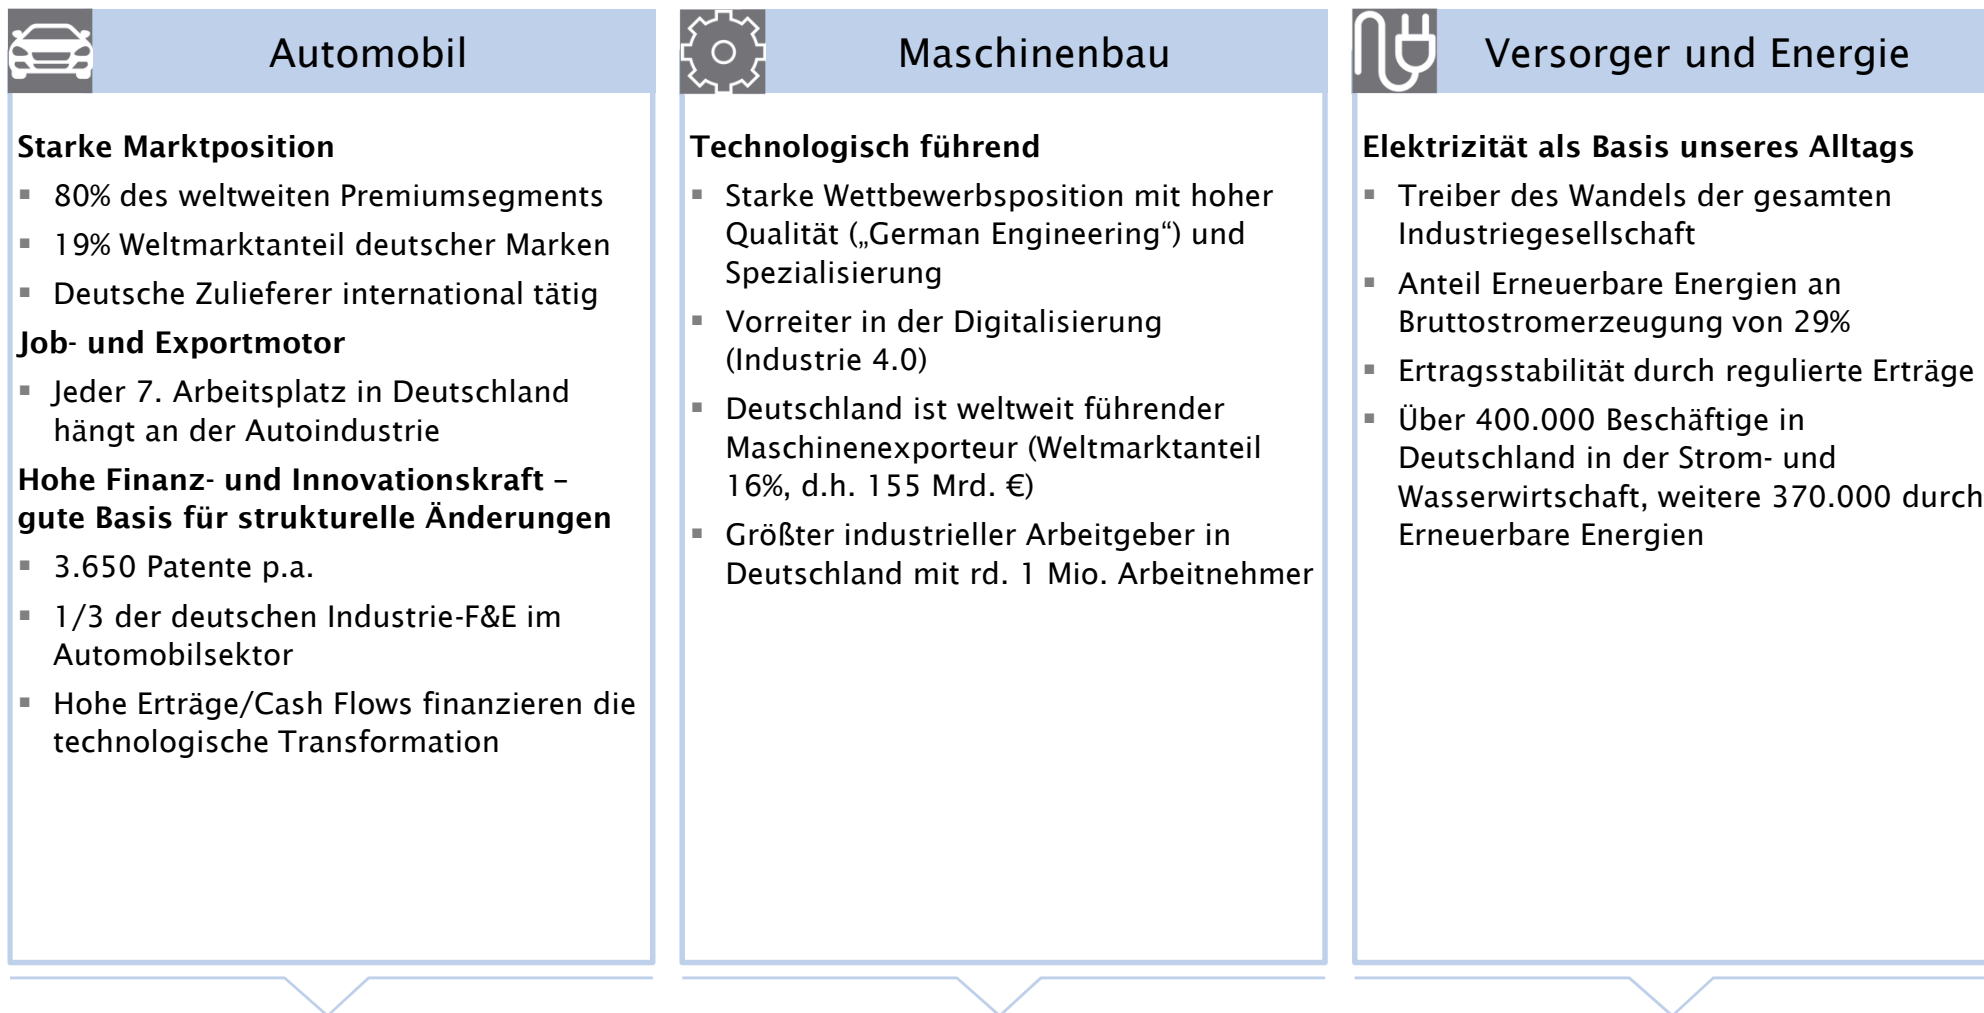 Automobil
Starke Marktposition
▪ 80% des weltweiten Premiumsegments
▪ 19% Weltmarktanteil deutscher Marken
▪ Deutsche Zulieferer international tätig
Job- und Exportmotor
▪ Jeder 7. Arbeitsplatz in Deutschland
hängt an der Autoindustrie
Hohe Finanz- und Innovationskraft –
gute Basis für strukturelle Änderungen
▪ 3.650 Patente p.a.
▪ 1/3 der deutschen Industrie-F&E im
Automobilsektor
▪ Hohe Erträge/Cash Flows finanzieren die
technologische Transformation
Maschinenbau
Technologisch führend
▪ Starke Wettbewerbsposition mit hoher
Qualität („German Engineering“) und
Spezialisierung
▪ Vorreiter in der Digitalisierung
(Industrie 4.0)
▪ Deutschland ist weltweit führender
Maschinenexporteur (Weltmarktanteil
16%, d.h. 155 Mrd. €)
▪ Größter industrieller Arbeitgeber in
Deutschland mit rd. 1 Mio. Arbeitnehmer
Versorger und Energie
Elektrizität als Basis unseres Alltags
▪ Treiber des Wandels der gesamten
Industriegesellschaft
▪ Anteil Erneuerbare Energien an
Bruttostromerzeugung von 29%
▪ Ertragsstabilität durch regulierte Erträge
▪ Über 400.000 Beschäftige in
Deutschland in der Strom- und
Wasserwirtschaft, weitere 370.000 durch
Erneuerbare Energien